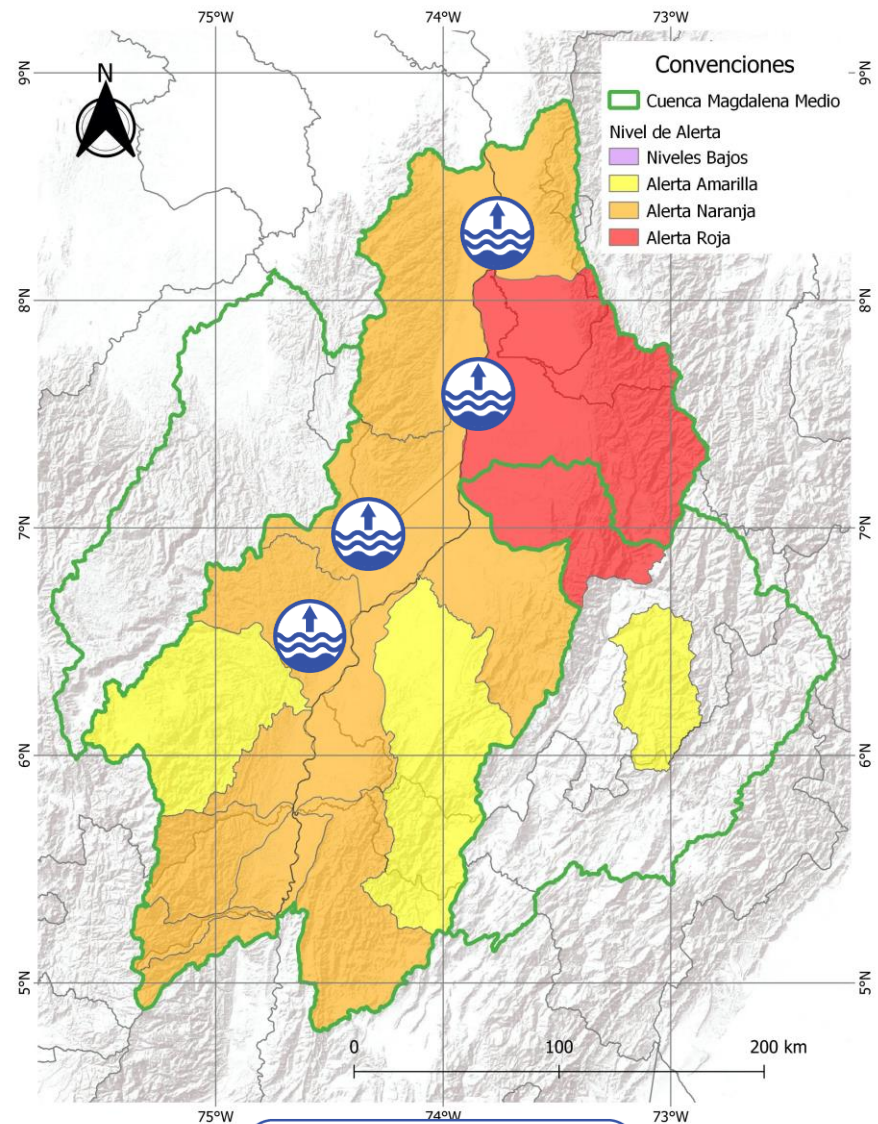 75°W 74°W 73°W
9°N 9°N
N
Convenciones
Cuenca Magdalena Medio
Nivel de Alerta
Niveles Bajos
Alerta Amarilla
Alerta Naranja
Alerta Roja
8°N 8°N
7°N 7°N
6°N 6°N
5°N 5°N
0 100 200 km
75°W 74°W 73°W